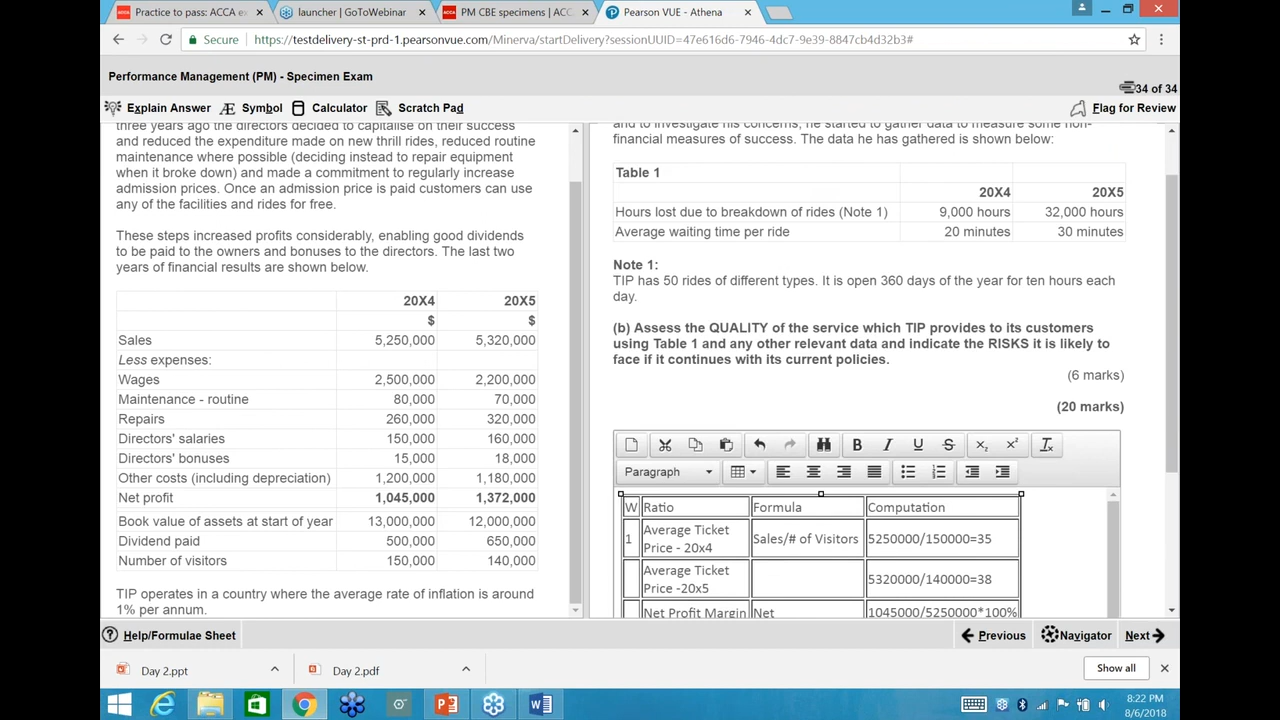 Practice to pass: ACCA ex
launcher | GoToWebinar
PM CBE specimens | ACC
Pearson VUE - Athena
Secure
https://testdelivery-st-prd-1.pearsonvue.com/Minerva/startDelivery?sessionUUID=47e616d6-7946-4dc7-9e39-8847cb4d32b3#
Performance Management (PM) - Specimen Exam
34 of 34
Explain Answer Symbol Calculator Scratch Pad
Flag for Review
three years ago the directors decided to capitalise on their success
and reduced the expenditure made on new thrill rides, reduced routine
maintenance where possible (deciding instead to repair equipment
when it broke down) and made a commitment to regularly increase
admission prices. Once an admission price is paid customers can use
any of the facilities and rides for free.
These steps increased profits considerably, enabling good dividends
to be paid to the owners and bonuses to the directors. The last two
years of financial results are shown below.
20X4 20X5
$ $
Sales 5,250,000 5,320,000
Less expenses:
Wages 2,500,000 2,200,000
Maintenance - routine 80,000 70,000
Repairs 260,000 320,000
Directors' salaries 150,000 160,000
Directors' bonuses 15,000 18,000
Other costs (including depreciation) 1,200,000 1,180,000
Net profit 1,045,000 1,372,000
Book value of assets at start of year 13,000,000 12,000,000
Dividend paid 500,000 650,000
Number of visitors 150,000 140,000
TIP operates in a country where the average rate of inflation is around
1% per annum.
and to investigate his concerns, he started to gather data to measure some non-
financial measures of success. The data he has gathered is shown below:
Table 1
20X4 20X5
Hours lost due to breakdown of rides (Note 1) 9,000 hours 32,000 hours
Average waiting time per ride 20 minutes 30 minutes
Note 1:
TIP has 50 rides of different types. It is open 360 days of the year for ten hours each
day.
(b) Assess the QUALITY of the service which TIP provides to its customers
using Table 1 and any other relevant data and indicate the RISKS it is likely to
face if it continues with its current policies.
(6 marks)
(20 marks)
B I U S x₂ x² Tx
Paragraph
W Ratio Formula Computation
1 Average Ticket Price - 20x4 Sales/# of Visitors 5250000/150000=35
Average Ticket Price -20x5 5320000/140000=38
Net Profit Margin Net 1045000/5250000*100%
Help/Formulae Sheet
Previous Navigator Next
Day 2.ppt
Day 2.pdf
Show all
8:22 PM
8/6/2018